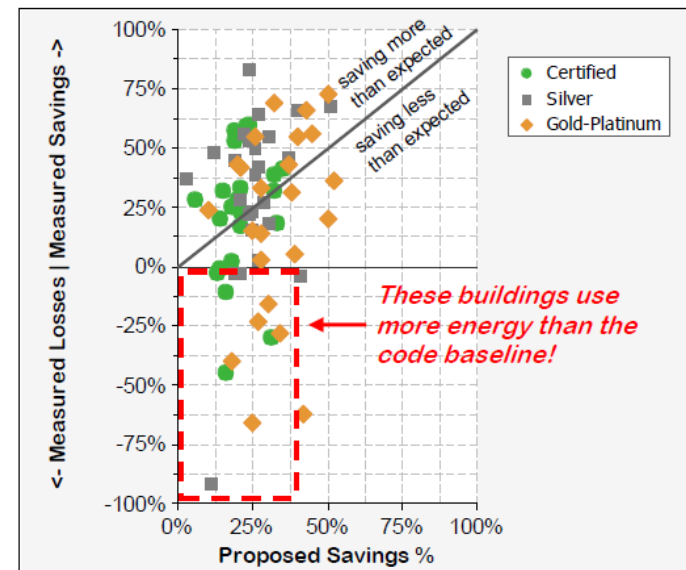 100%
75%
50%
25%
0%
-25%
-50%
-75%
-100%
<- Measured Losses | Measured Savings ->
saving more
than expected
saving less
than expected
Certified
Silver
Gold-Platinum
These buildings use
more energy than the
code baseline!
0% 25% 50% 75% 100%
Proposed Savings %